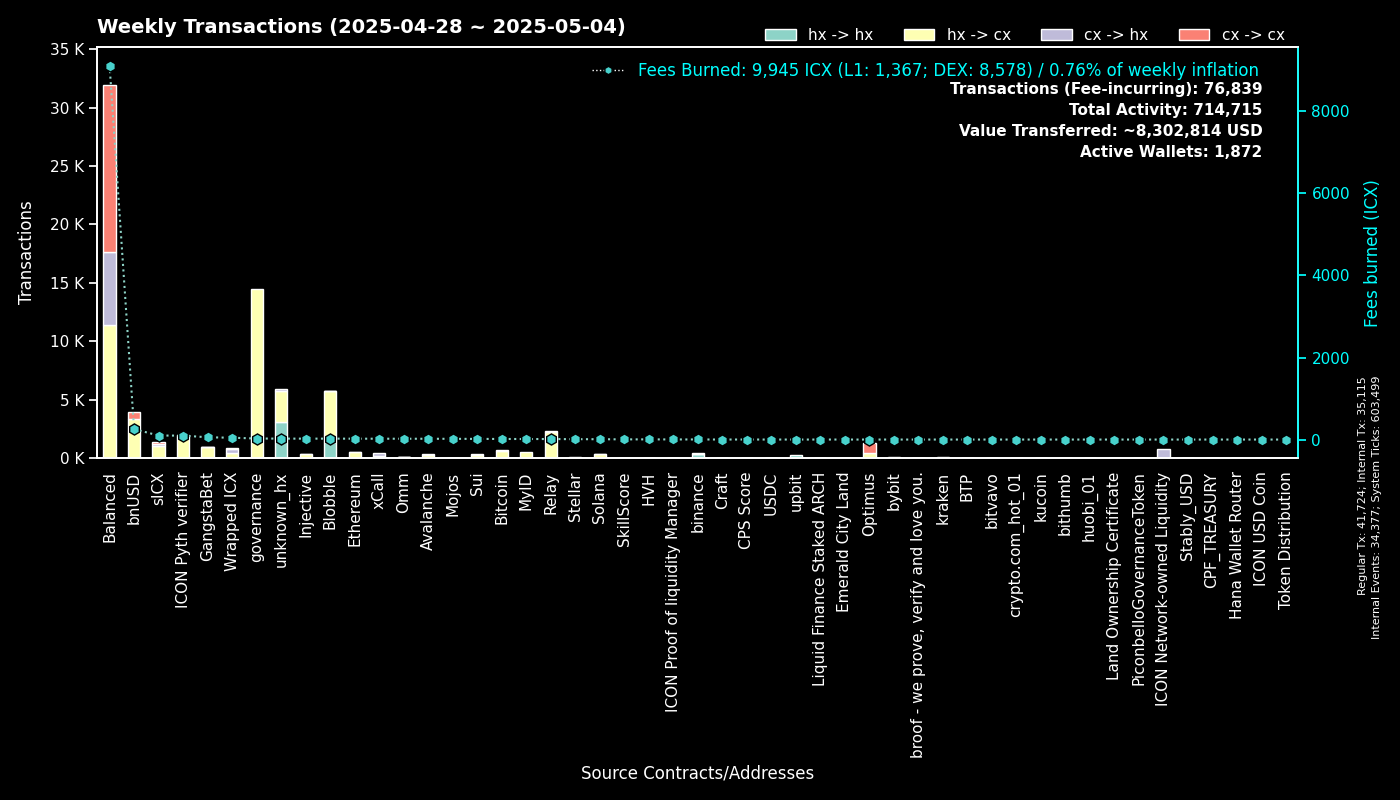 Weekly Transactions (2025-04-28 ~ 2025-05-04)
hx -> hx
hx -> cx
cx -> hx
cx -> cx
Fees Burned: 9,945 ICX (L1: 1,367; DEX: 8,578) / 0.76% of weekly inflation
Transactions (Fee-incurring): 76,839
Total Activity: 714,715
Value Transferred: ~8,302,814 USD
Active Wallets: 1,872
Transactions
35 K
30 K
25 K
20 K
15 K
10 K
5 K
0 K
8000
6000
4000
2000
0
Fees burned (ICX)
Regular Tx: 41,724; Internal Tx: 35,115
Internal Events: 34,377; System Ticks: 603,499
Balanced
bnUSD
sICX
ICON Pyth verifier
GangstaBet
Wrapped ICX
governance
unknown_hx
Injective
Blobble
Ethereum
xCall
Omm
Avalanche
Mojos
Sui
Bitcoin
MyID
Relay
Stellar
Solana
SkillScore
HVH
ICON Proof of liquidity Manager
binance
Craft
CPS Score
USDC
upbit
Liquid Finance Staked ARCH
Emerald City Land
Optimus
bybit
broof - we prove, verify and love you.
kraken
BTP
bitvavo
crypto.com_hot_01
kucoin
bithumb
huobi_01
Land Ownership Certificate
PiconbelloGovernanceToken
ICON Network-owned Liquidity
Stably_USD
CPF_TREASURY
Hana Wallet Router
ICON USD Coin
Token Distribution
Source Contracts/Addresses